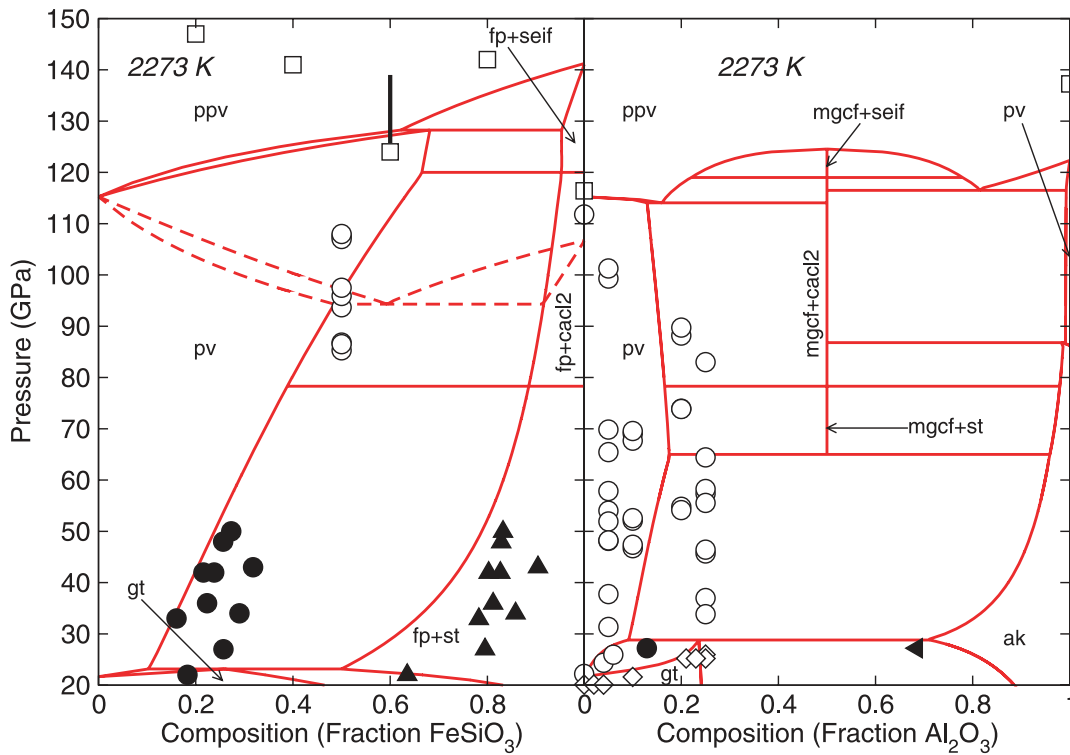 150
140
130
120
110
100
90
80
70
60
50
40
30
20
Pressure (GPa)
2273 K
fp+seif
ppv
pv
fp+cacl2
gt
fp+st
0 0.2 0.4 0.6 0.8
Composition (Fraction FeSiO3)
2273 K
ppv
mgcf+seif
pv
mgcf+cacl2
pv
mgcf+st
ak
gt
0 0.2 0.4 0.6 0.8 1
Composition (Fraction Al2O3)